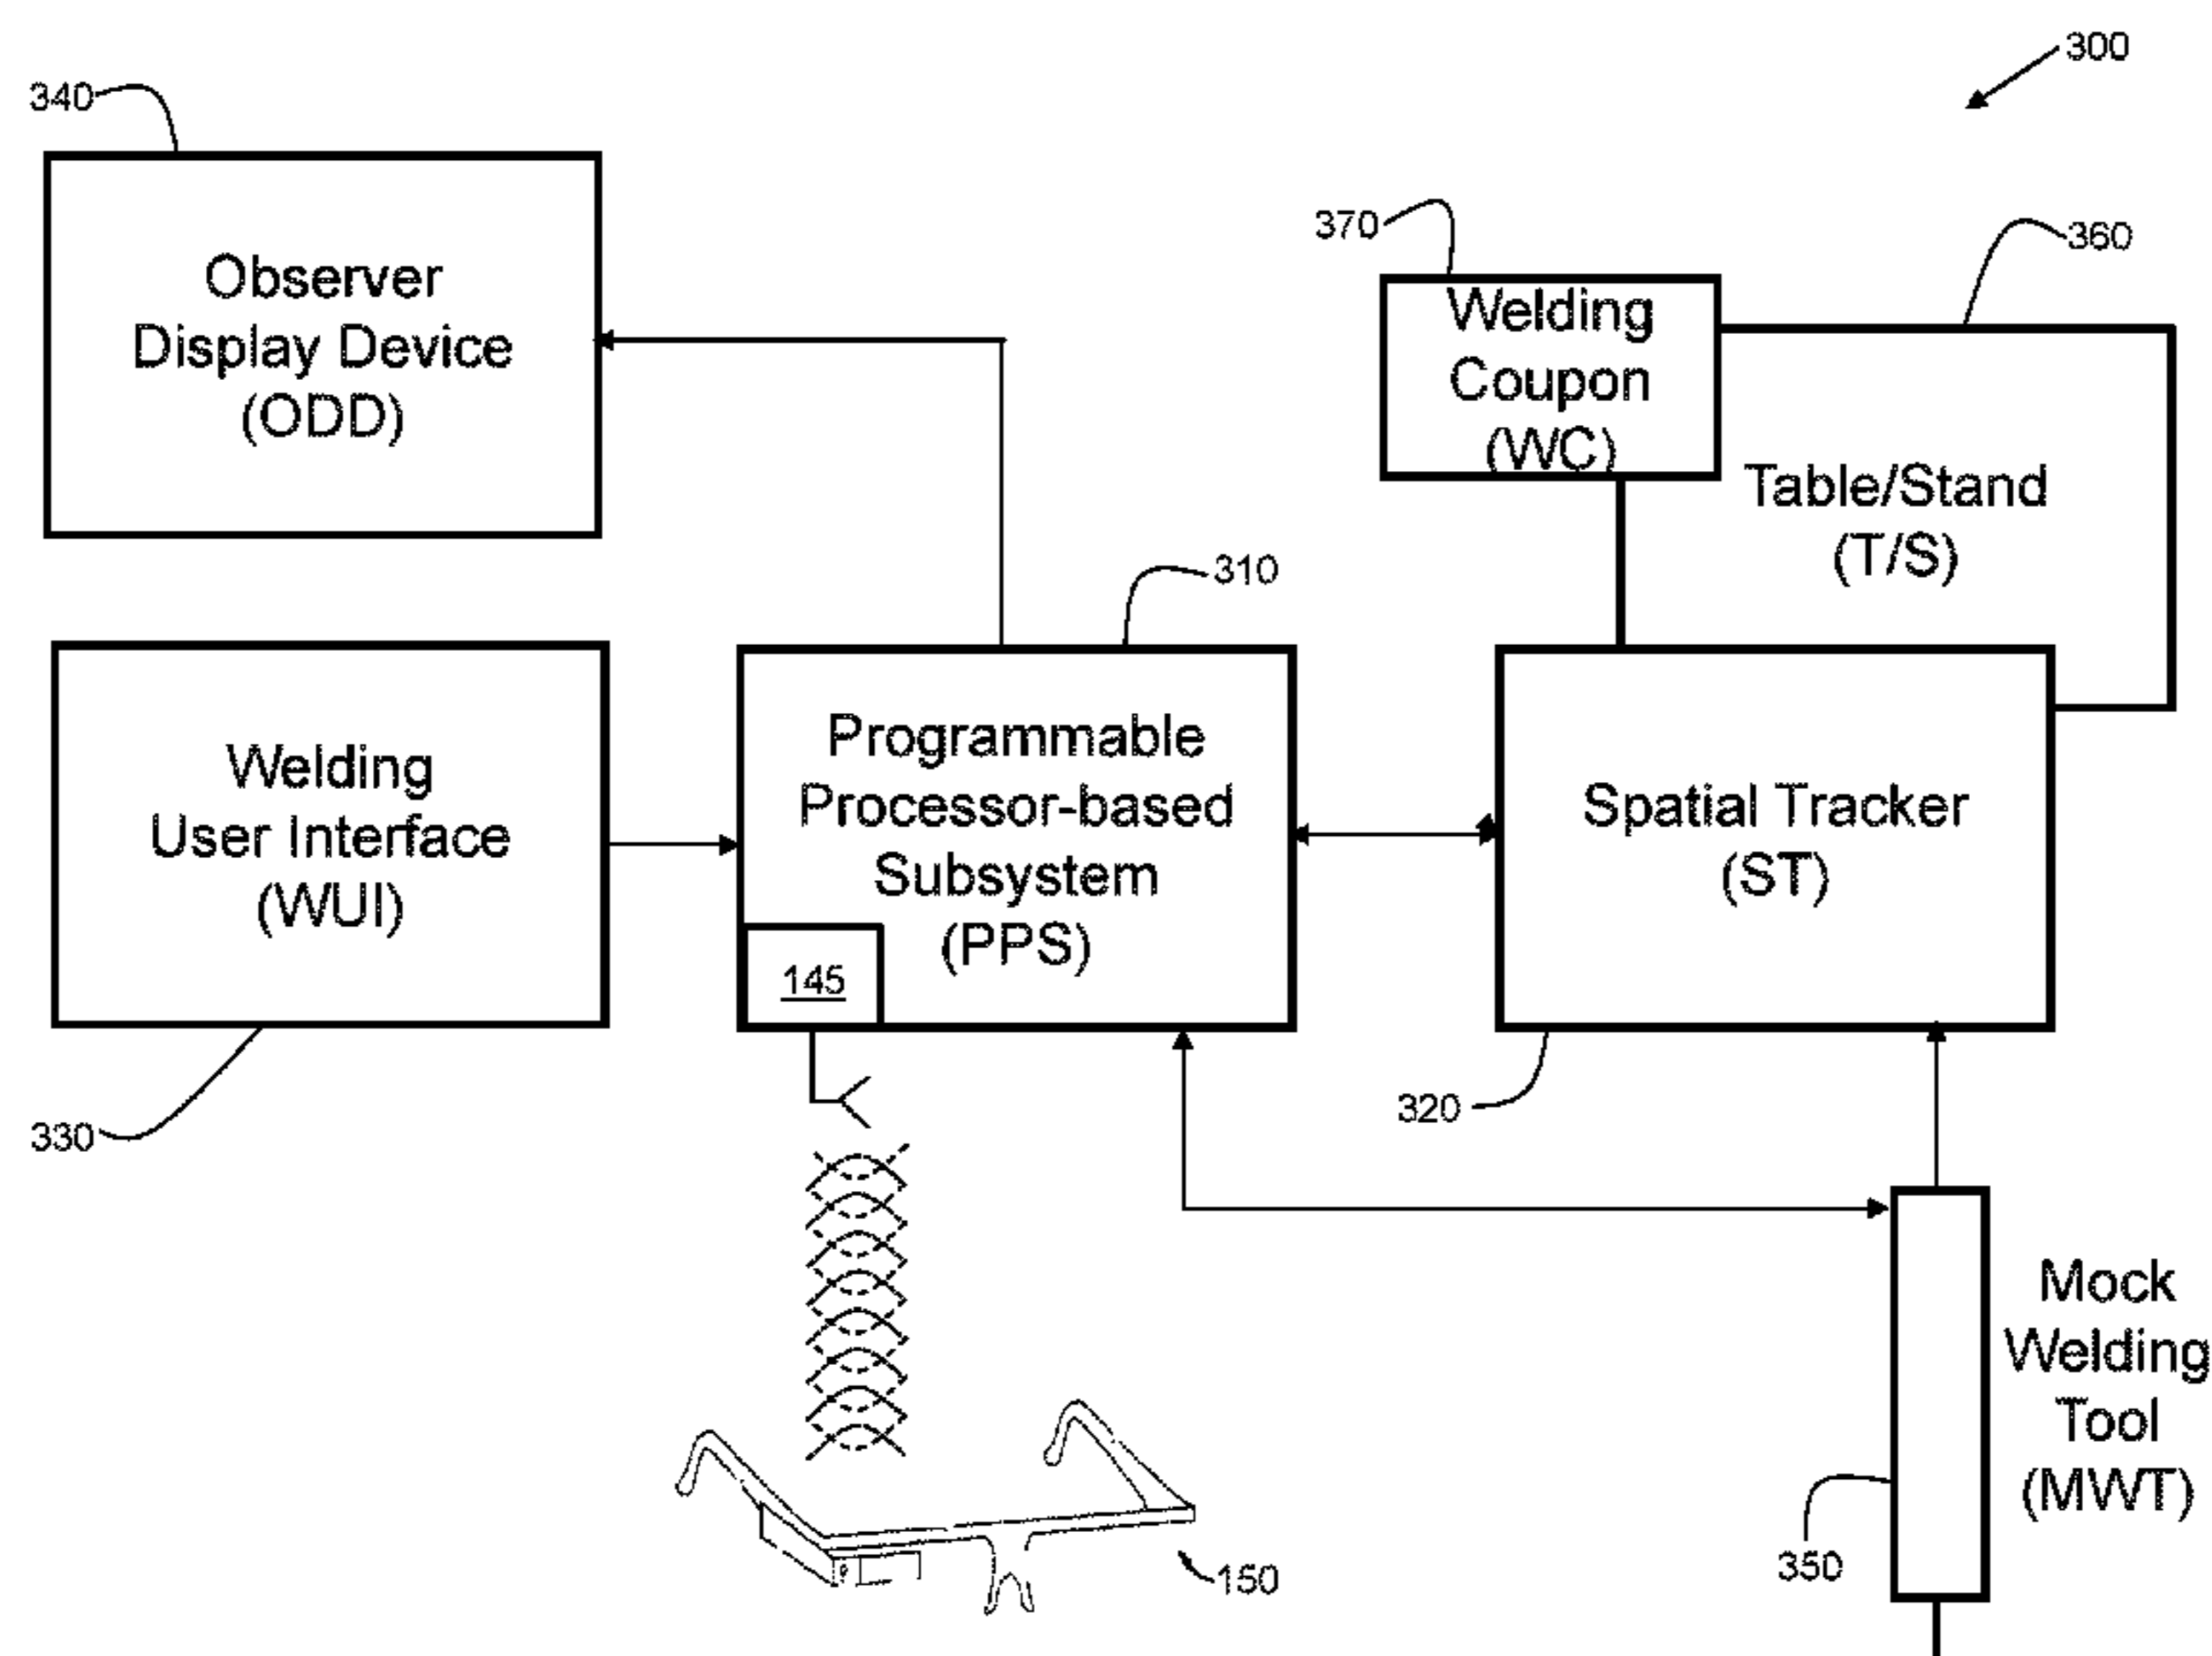 300
340
Observer
Display Device
(ODD)
370
Welding
Coupon
(WC)
360
Table/Stand
(T/S)
310
Welding
User Interface
(WUI)
330
Programmable
Processor-based
Subsystem
(PPS)
145
Spatial Tracker
(ST)
320
Mock
Welding
Tool
(MWT)
350
150